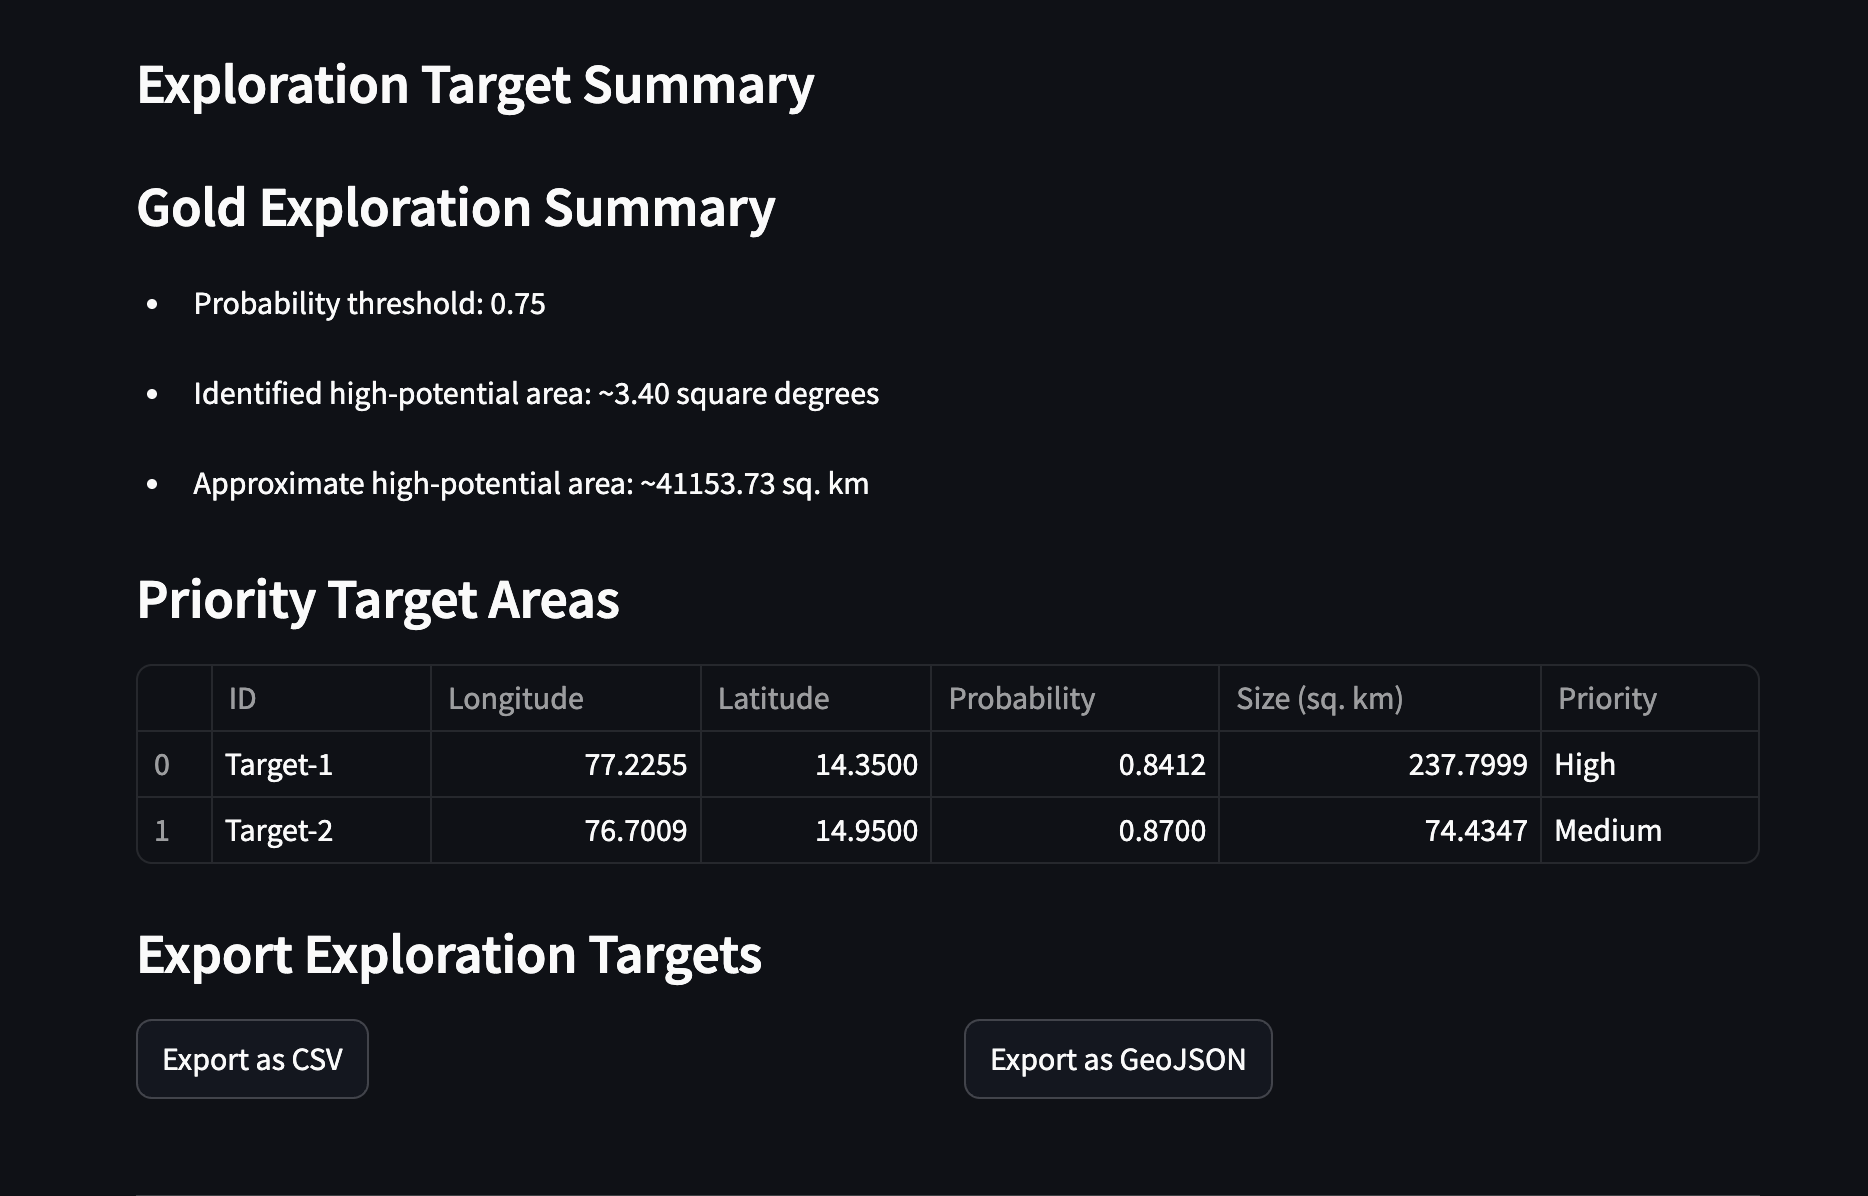 Exploration Target Summary
Gold Exploration Summary
• Probability threshold: 0.75
• Identified high-potential area: ~3.40 square degrees
• Approximate high-potential area: ~41153.73 sq. km
Priority Target Areas
ID Longitude Latitude Probability Size (sq. km) Priority
0 Target-1 77.2255 14.3500 0.8412 237.7999 High
1 Target-2 76.7009 14.9500 0.8700 74.4347 Medium
Export Exploration Targets
Export as CSV Export as GeoJSON